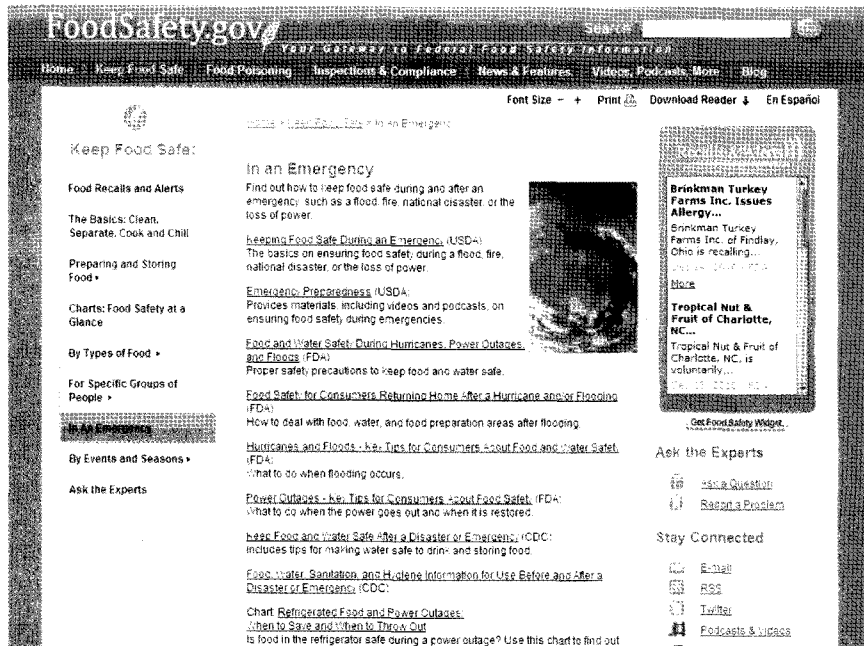 FoodSafety.gov
Search
Your Gateway to Federal Food Safety Information
Home Keep Food Safe Food Poisoning Inspections & Compliance News & Features Videos, Podcasts, More Blog
Font Size - + Print Download Reader En Español
Home > Keep Food Safe > In an Emergency
Keep Food Safe:
Food Recalls and Alerts
The Basics: Clean,
Separate, Cook and Chill
Preparing and Storing
Food
Charts: Food Safety at a
Glance
By Types of Food
For Specific Groups of
People
In An Emergency
By Events and Seasons
Ask the Experts
In an Emergency
Find out how to keep food safe during and after an
emergency, such as a flood, fire, national disaster, or the
loss of power.
Keeping Food Safe During an Emergency (USDA)
The basics on ensuring food safety during a flood, fire,
national disaster, or the loss of power.
Emergency Preparedness (USDA)
Provides materials, including videos and podcasts, on
ensuring food safety during emergencies.
Food and Water Safety During Hurricanes, Power Outages,
and Floods (FDA)
Proper safety precautions to keep food and water safe.
Food Safety for Consumers Returning Home After a Hurricane and/or Flooding
(FDA)
How to deal with food, water, and food preparation areas after flooding.
Hurricanes and Floods - Key Tips for Consumers About Food and Water Safety
(FDA)
What to do when flooding occurs.
Power Outages - Key Tips for Consumers About Food Safety (FDA)
What to do when the power goes out and when it is restored.
Keep Food and Water Safe After a Disaster or Emergency (CDC)
Includes tips for making water safe to drink and storing food.
Food, Water, Sanitation, and Hygiene Information for Use Before and After a
Disaster or Emergency (CDC)
Chart: Refrigerated Food and Power Outages:
When to Save and When to Throw Out
Is food in the refrigerator safe during a power outage? Use this chart to find out
Brinkman Turkey
Farms Inc. Issues
Allergy...
Brinkman Turkey
Farms Inc. of Findlay,
Ohio is recalling...
More
Tropical Nut &
Fruit of Charlotte,
NC...
Tropical Nut & Fruit of
Charlotte, NC, is
voluntarily...
Get Food Safety Widget
Ask the Experts
Ask a Question
Report a Problem
Stay Connected
E-mail
RSS
Twitter
Podcasts & Videos